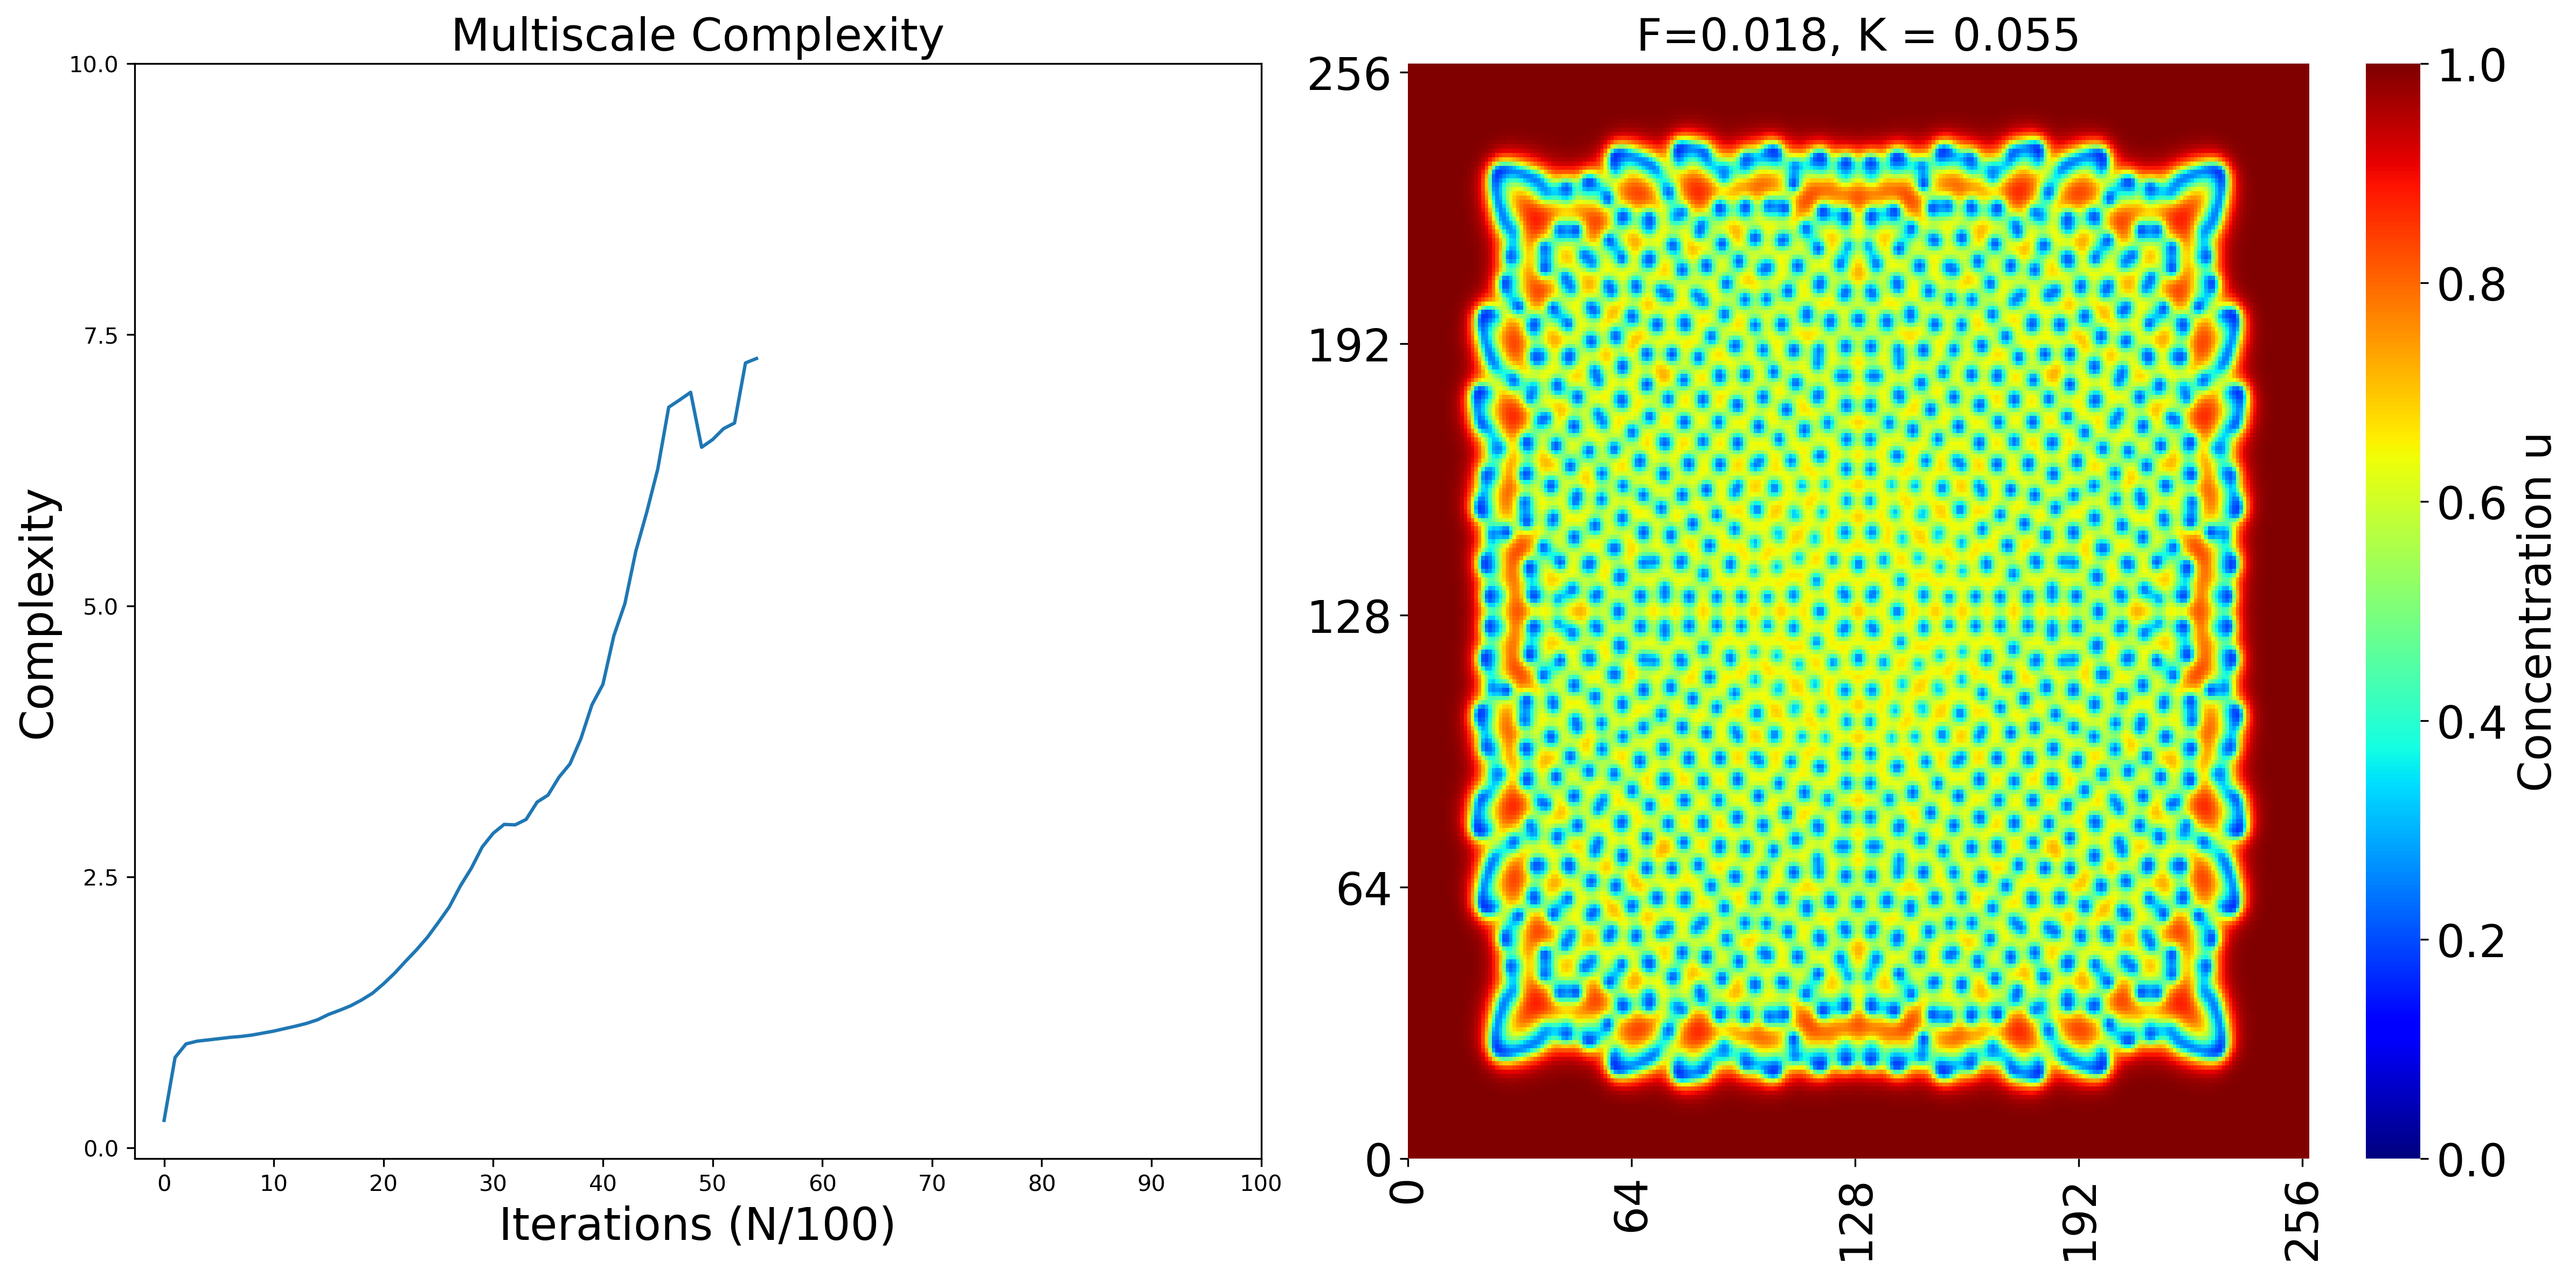 Multiscale Complexity
10.0
7.5
5.0
2.5
0.0
Complexity
0 10 20 30 40 50 60 70 80 90 100
Iterations (N/100)
F=0.018, K = 0.055
256
192
128
64
0
0 64 128 192 256
1.0
0.8
0.6
0.4
0.2
0.0
Concentration u